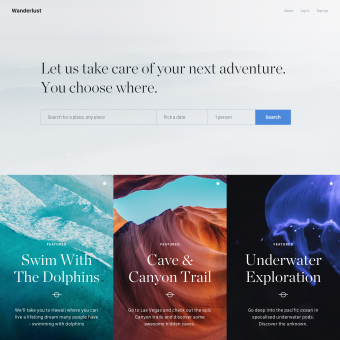 Wanderlust
About
Log In
Sign Up
Let us take care of your next adventure.
You choose where.
Search for a place, any place
Pick a date
1 person
Search
FEATURED
Swim With
The Dolphins
We'll take you to Hawaii where you can
live a lifelong dream many people have
- swimming with dolphins
FEATURED
Cave &
Canyon Trail
Go to Las Vegas and check out the epic
Canyon Trails and discover some
awesome hidden caves.
FEATURED
Underwater
Exploration
Go deep into the pacific ocean in
specalised underwater pods.
Discover the unknown.